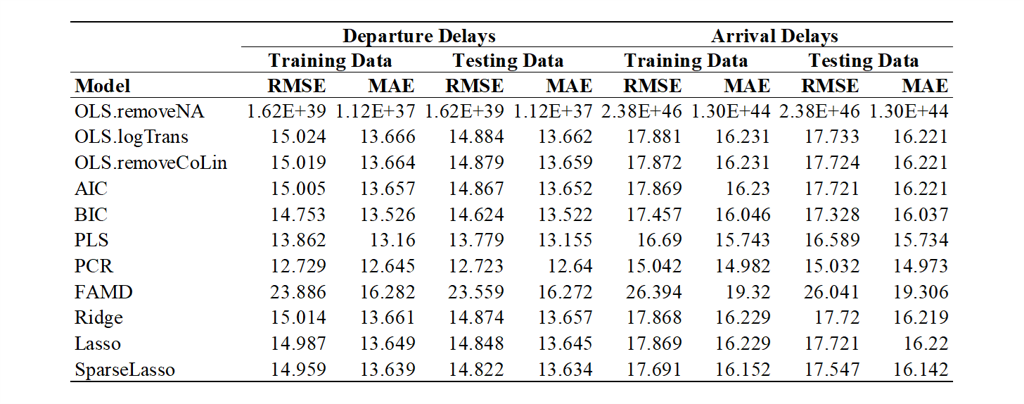 Departure Delays Arrival Delays
Training Data Testing Data Training Data Testing Data
Model RMSE MAE RMSE MAE RMSE MAE RMSE MAE
OLS.removeNA 1.62E+39 1.12E+37 1.62E+39 1.12E+37 2.38E+46 1.30E+44 2.38E+46 1.30E+44
OLS.logTrans 15.024 13.666 14.884 13.662 17.881 16.231 17.733 16.221
OLS.removeCoLin 15.019 13.664 14.879 13.659 17.872 16.231 17.724 16.221
AIC 15.005 13.657 14.867 13.652 17.869 16.23 17.721 16.221
BIC 14.753 13.526 14.624 13.522 17.457 16.046 17.328 16.037
PLS 13.862 13.16 13.779 13.155 16.69 15.743 16.589 15.734
PCR 12.729 12.645 12.723 12.64 15.042 14.982 15.032 14.973
FAMD 23.886 16.282 23.559 16.272 26.394 19.32 26.041 19.306
Ridge 15.014 13.661 14.874 13.657 17.868 16.229 17.72 16.219
Lasso 14.987 13.649 14.848 13.645 17.869 16.229 17.721 16.22
SparseLasso 14.959 13.639 14.822 13.634 17.691 16.152 17.547 16.142